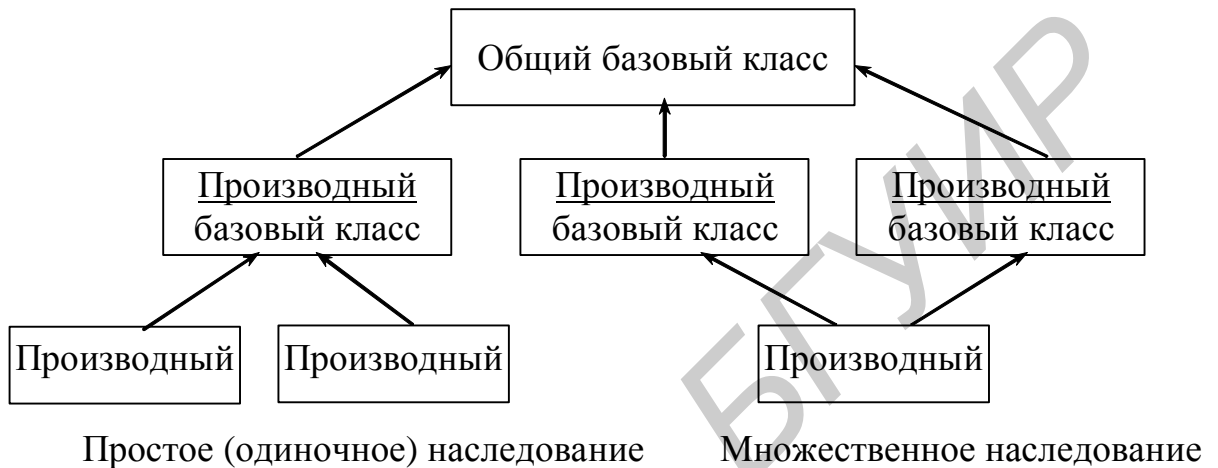 Общий базовый класс
Производный
базовый класс
Производный
базовый класс
Производный
базовый класс
Производный
Производный
Производный
Простое (одиночное) наследование
Множественное наследование
БГУИР